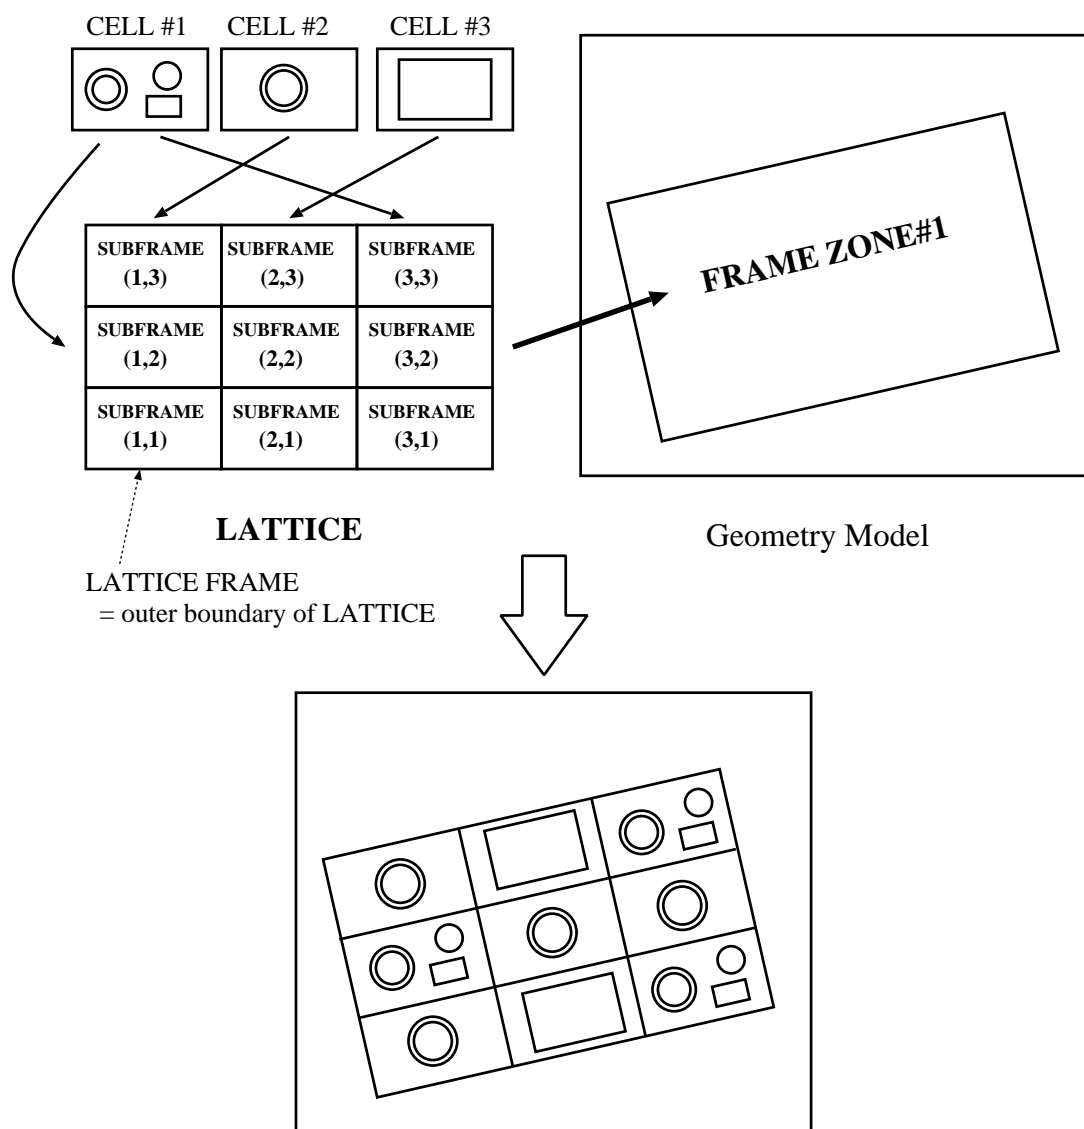 CELL #1 CELL #2 CELL #3
FRAME ZONE#1
SUBFRAME SUBFRAME SUBFRAME
(1,3) (2,3) (3,3)
SUBFRAME SUBFRAME SUBFRAME
(1,2) (2,2) (3,2)
SUBFRAME SUBFRAME SUBFRAME
(1,1) (2,1) (3,1)
LATTICE
Geometry Model
LATTICE FRAME
= outer boundary of LATTICE